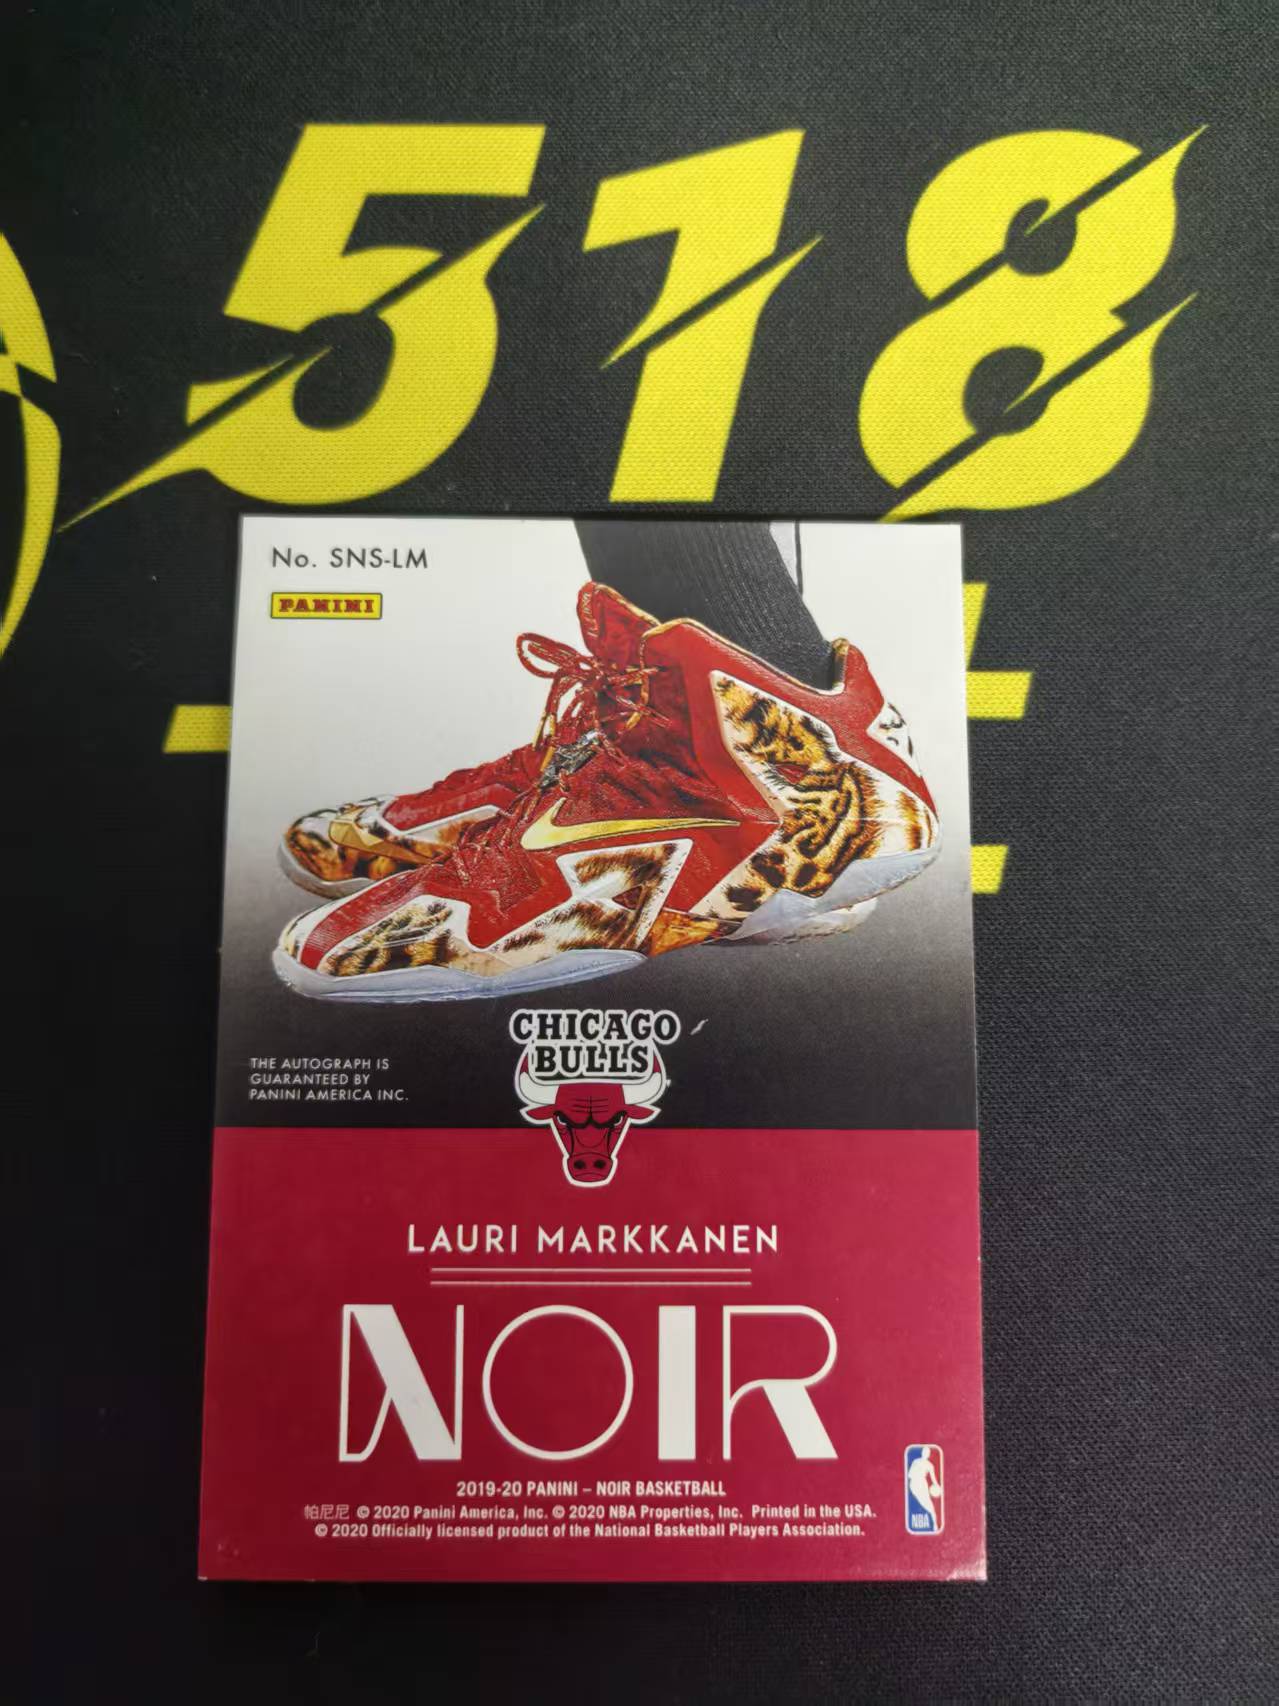 518
No. SNS-LM
PANINI
CHICAGO
BULLS
THE AUTOGRAPH IS
GUARANTEED BY
PANINI AMERICA INC.
LAURI MARKKANEN
NOIR
2019-20 PANINI – NOIR BASKETBALL
帕尼尼 © 2020 Panini America, Inc. © 2020 NBA Properties, Inc. Printed in the USA.
© 2020 Officially licensed product of the National Basketball Players Association.
NBA